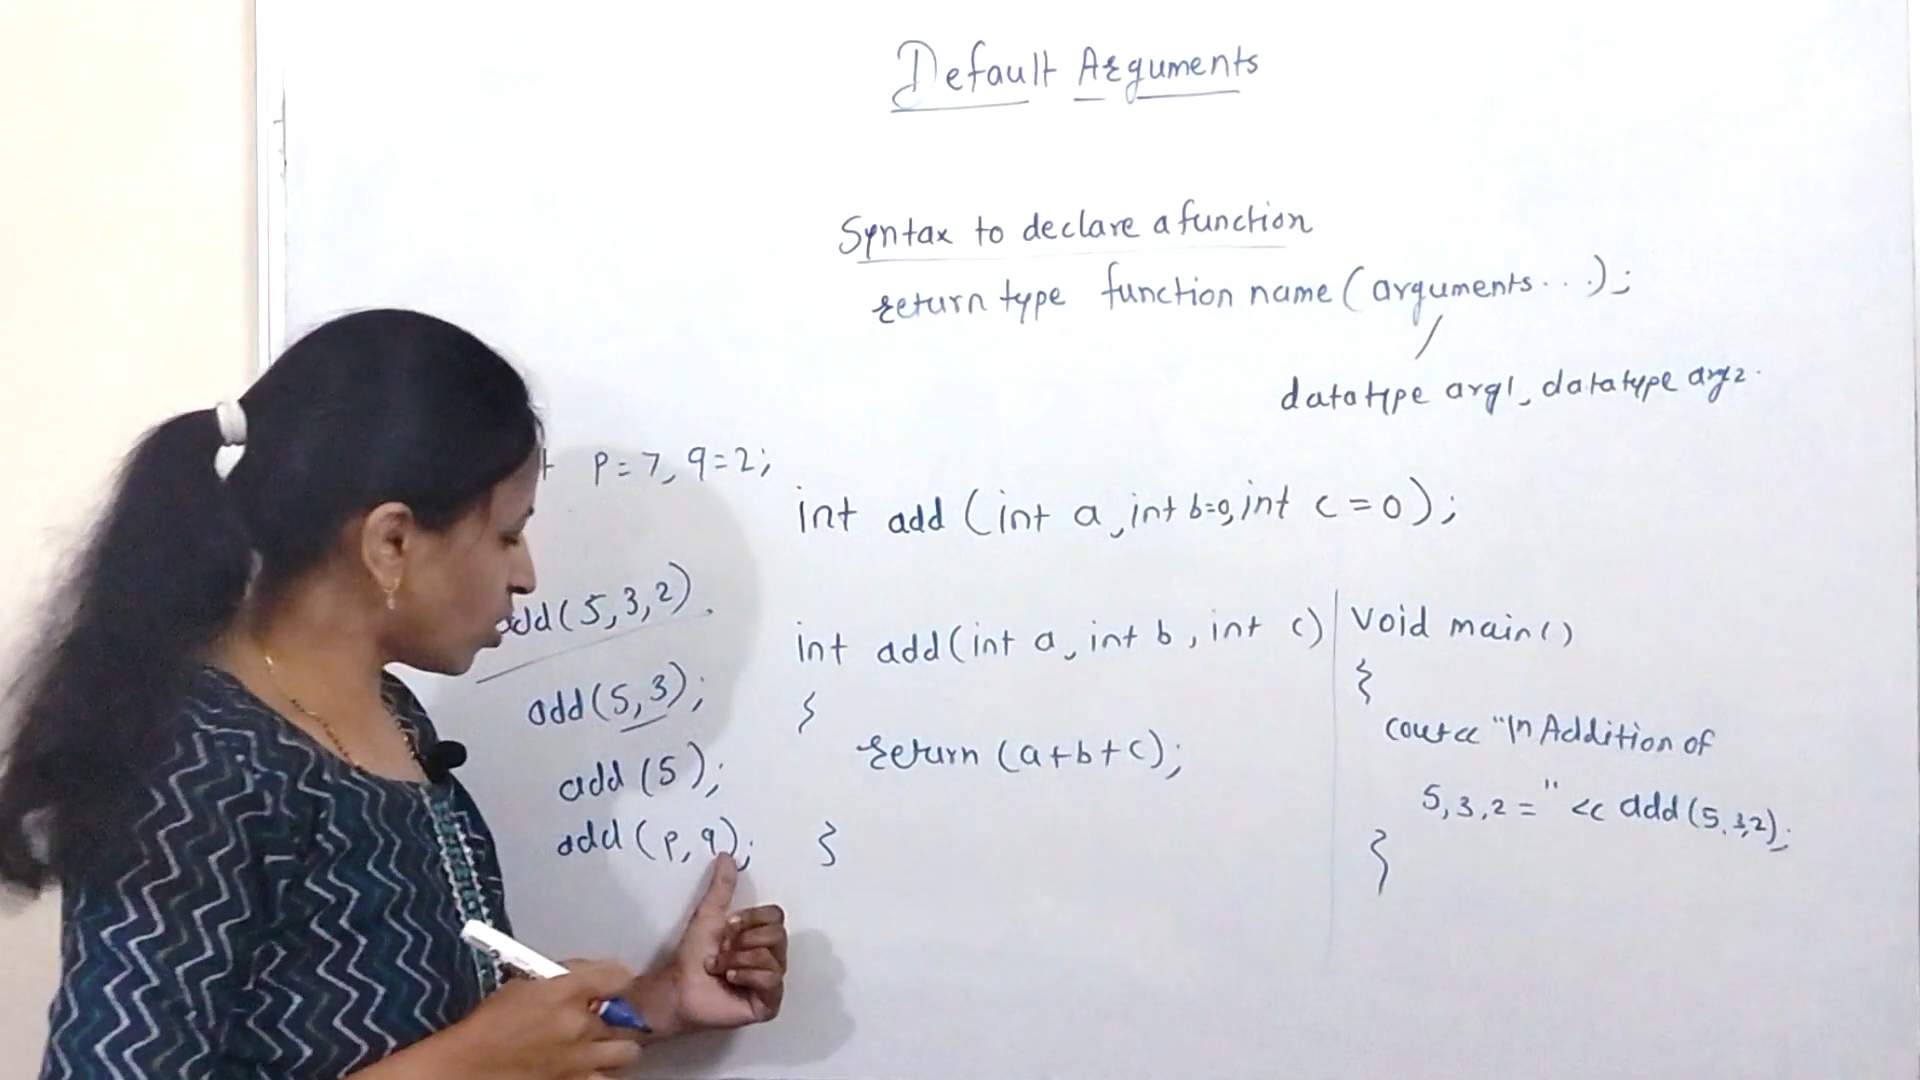 Default Arguments
Syntax to declare a function
return type function name (arguments...);
datatype arg1, datatype arg2.
p=7, q=2;
int add (int a, int b=0, int c=0);
add(5,3,2)
add(5,3);
add(5);
add(p,q);
int add(int a, int b, int c)
{
return (a+b+c);
}
Void main()
{
cout<< "\n Addition of
5,3,2=" << add(5,3,2);
}